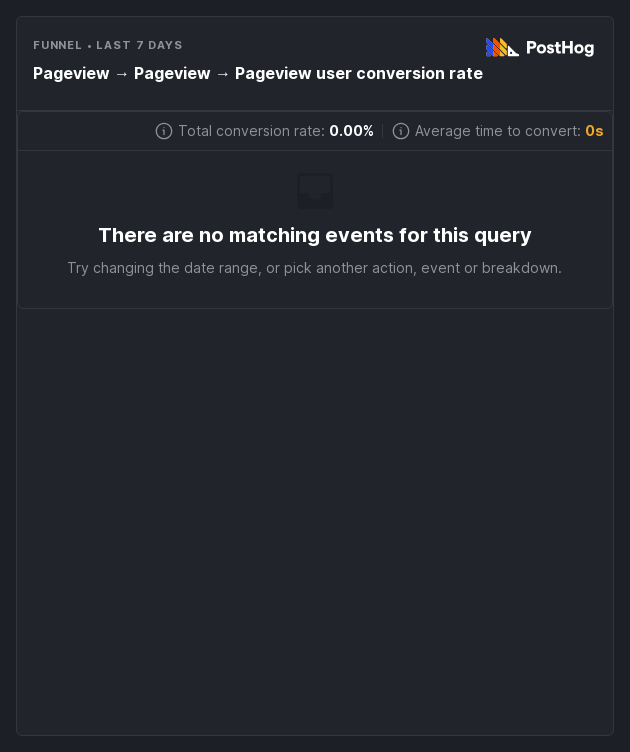 FUNNEL • LAST 7 DAYS
PostHog
Pageview → Pageview → Pageview user conversion rate
Total conversion rate: 0.00% Average time to convert: 0s
There are no matching events for this query
Try changing the date range, or pick another action, event or breakdown.